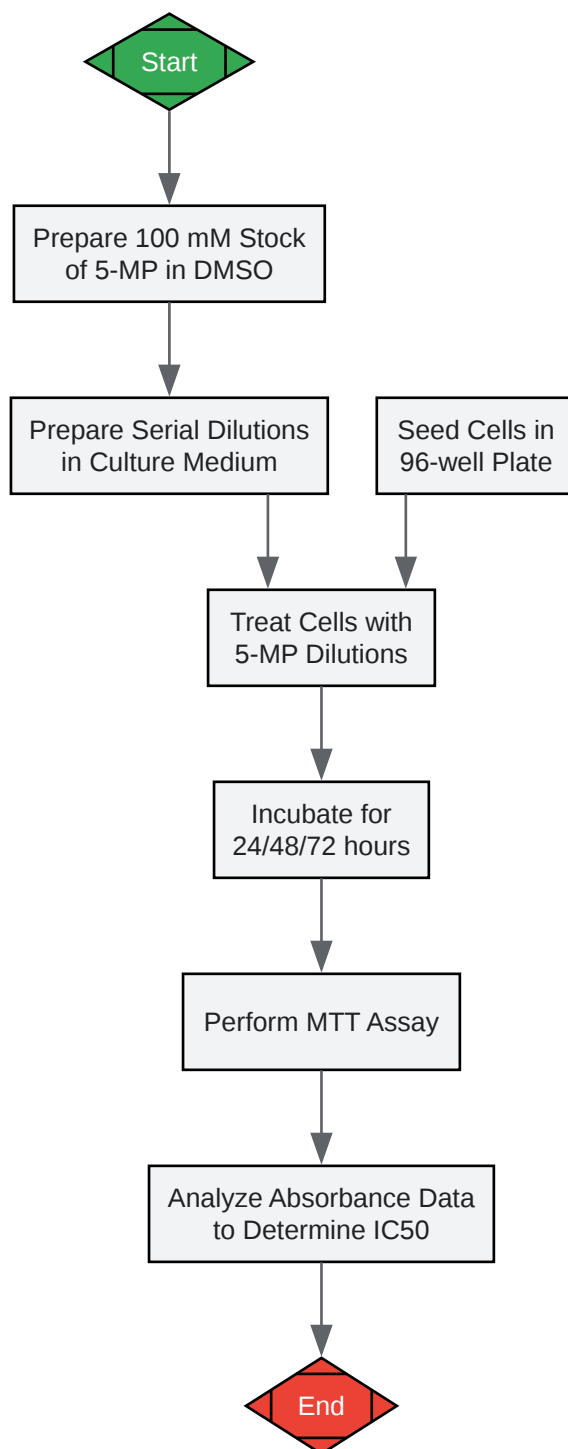 Start
Prepare 100 mM Stock
of 5-MP in DMSO
Prepare Serial Dilutions
in Culture Medium
Seed Cells in
96-well Plate
Treat Cells with
5-MP Dilutions
Incubate for
24/48/72 hours
Perform MTT Assay
Analyze Absorbance Data
to Determine IC50
End